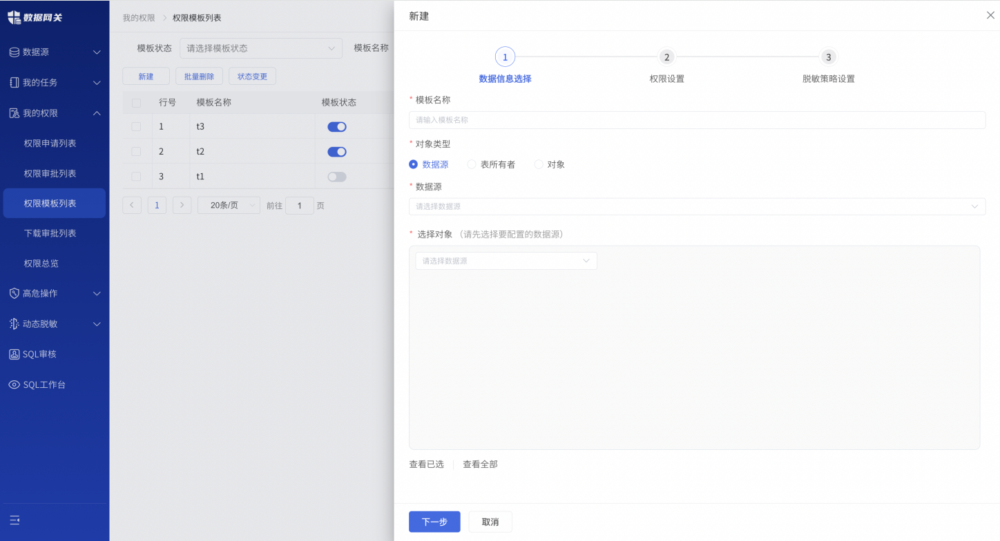 数据网关
数据源
我的任务
我的权限
权限申请列表
权限审批列表
权限模板列表
下载审批列表
权限总览
高危操作
动态脱敏
SQL审核
SQL工作台
我的权限 > 权限模板列表
模板状态 请选择模板状态 模板名称
新建 批量删除 状态变更
行号 模板名称 模板状态
1 t3
2 t2
3 t1
< 1 > 20条/页 前往 1 页
新建
1 2 3
数据信息选择 权限设置 脱敏策略设置
* 模板名称
请输入模板名称
* 对象类型
数据源 表所有者 对象
* 数据源
请选择数据源
* 选择对象 （请先选择要配置的数据源）
请选择数据源
查看已选 查看全部
下一步 取消